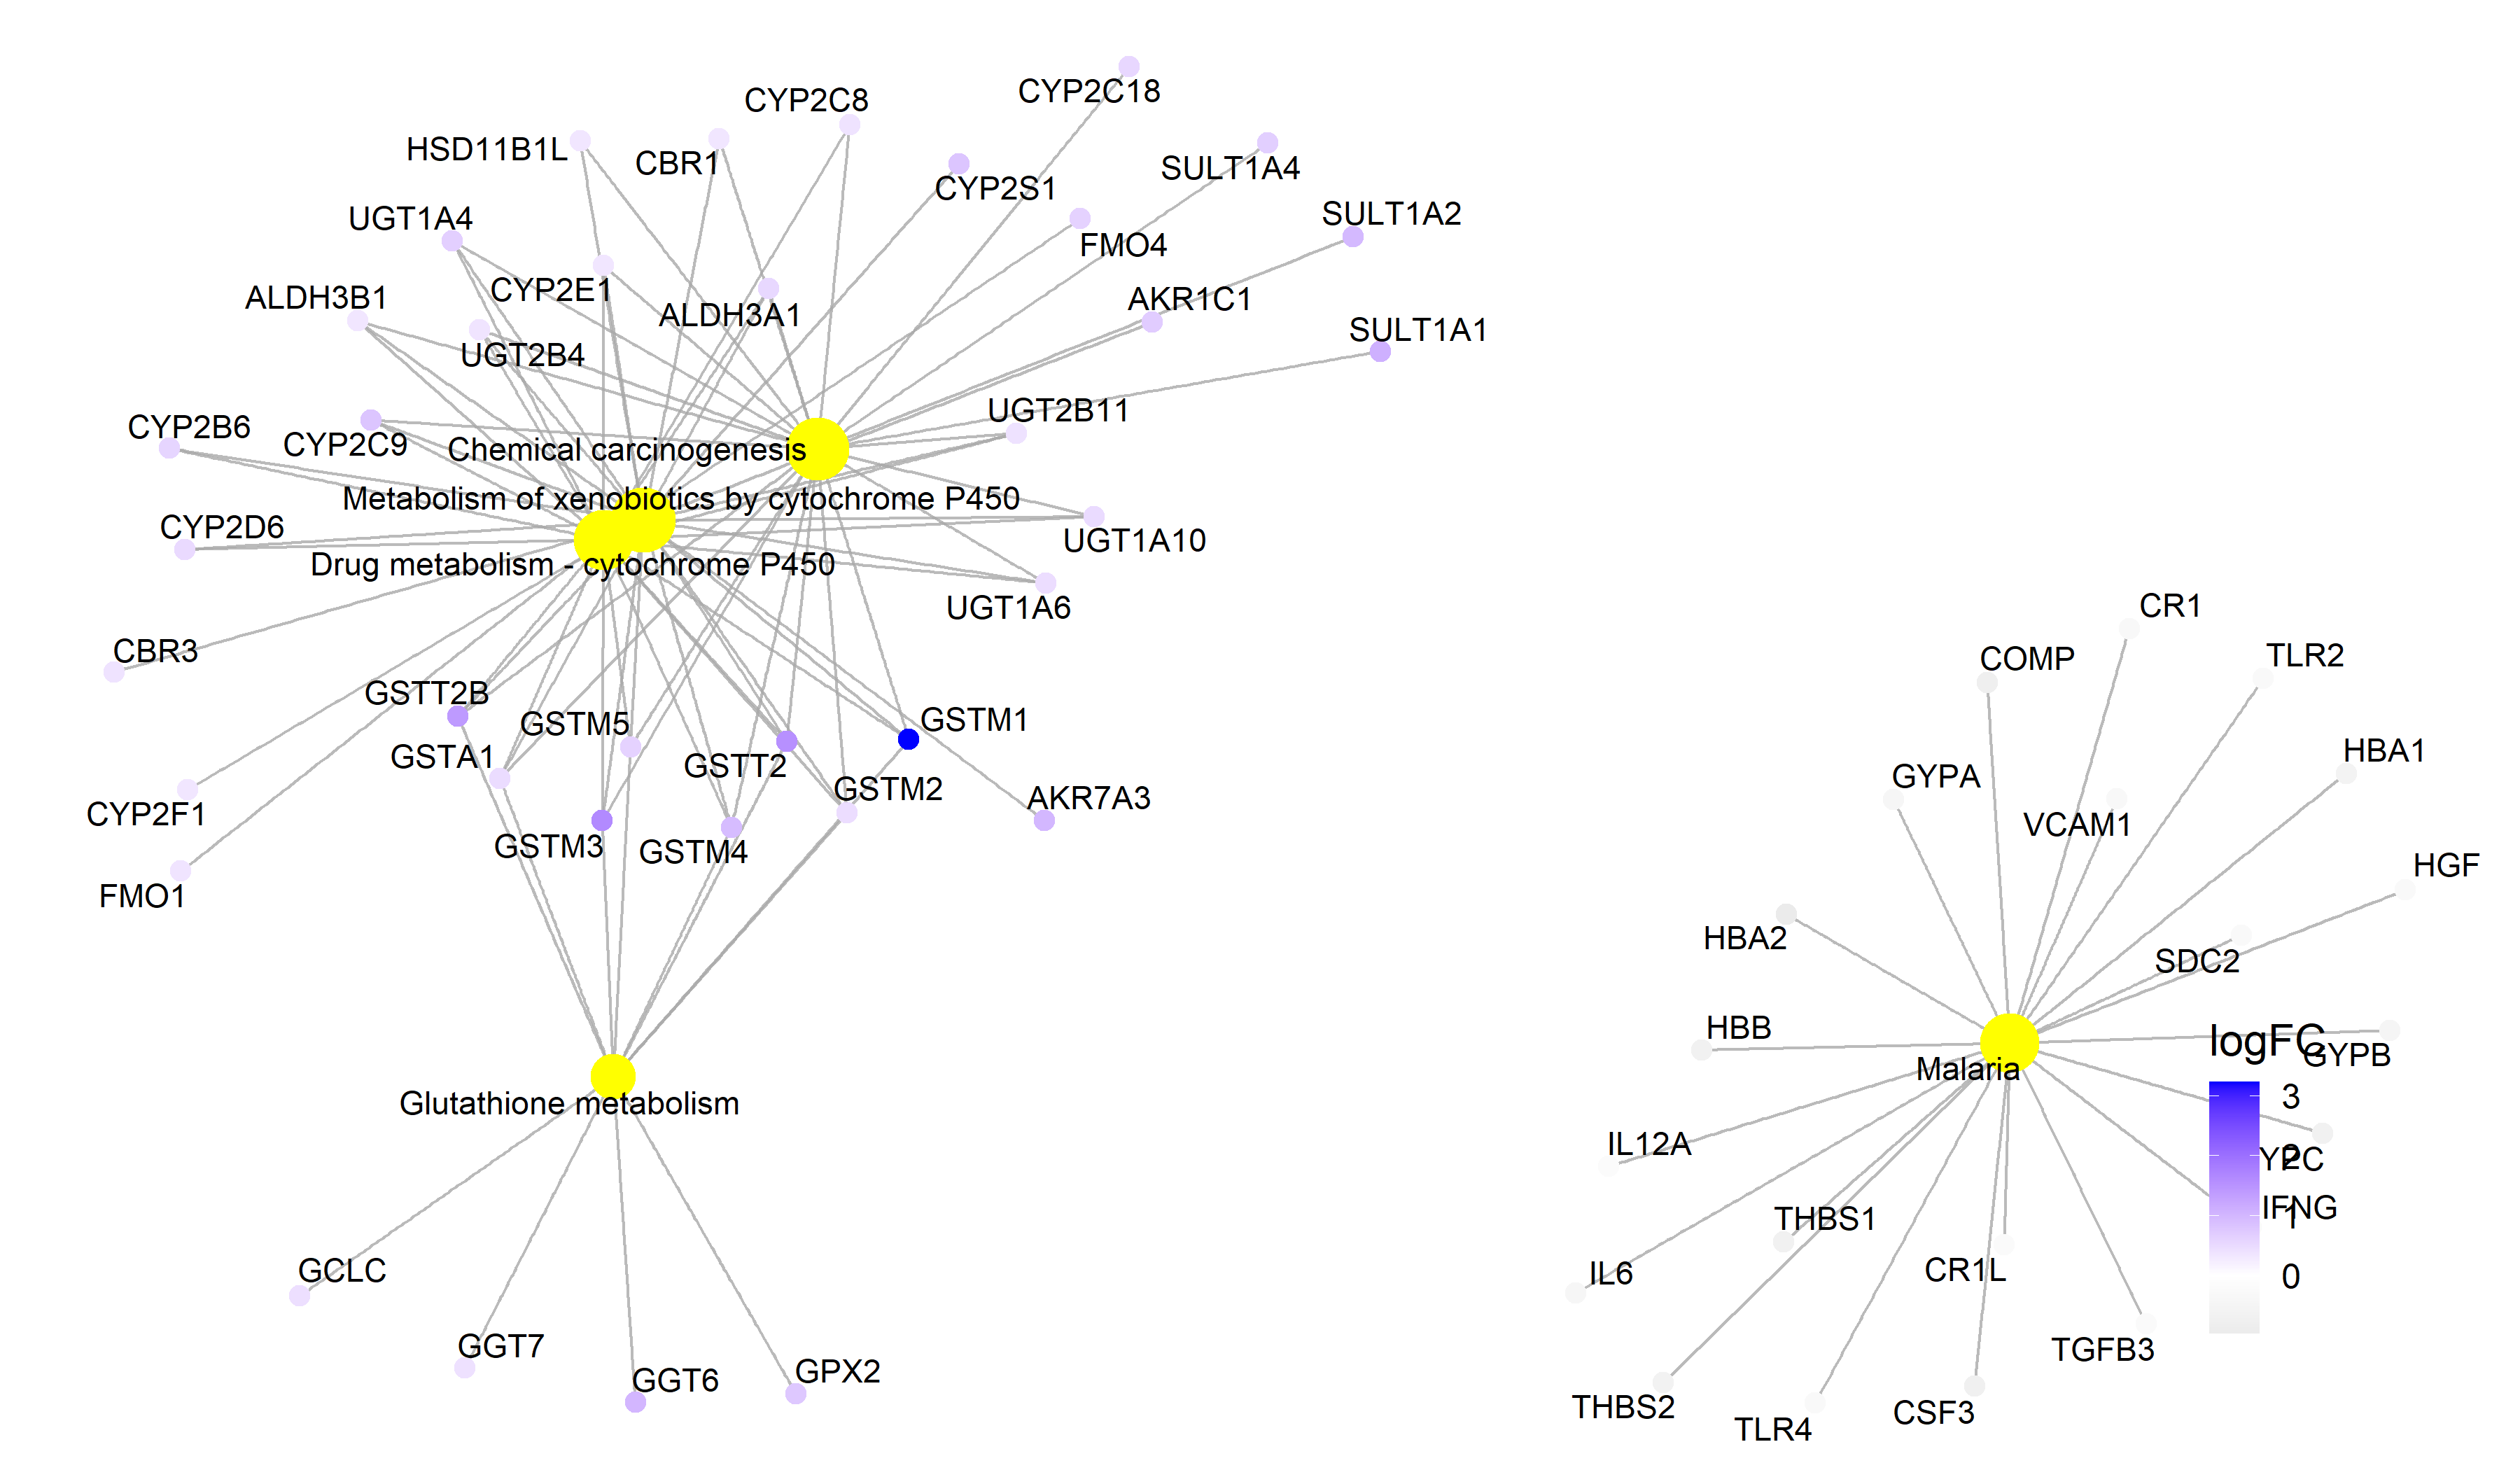 CYP2C18
CYP2C8
HSD11B1L
CBR1
SULT1A4
CYP2S1
UGT1A4
SULT1A2
FMO4
CYP2E1
ALDH3B1
AKR1C1
ALDH3A1
SULT1A1
UGT2B4
UGT2B11
CYP2B6
CYP2C9
Chemical carcinogenesis
Metabolism of xenobiotics by cytochrome P450
CYP2D6
UGT1A10
Drug metabolism - cytochrome P450
UGT1A6
CBR3
GSTT2B
GSTM5
GSTM1
GSTA1
GSTT2
GSTM2
AKR7A3
CYP2F1
GSTM3
GSTM4
FMO1
Glutathione metabolism
GCLC
GGT7
GGT6
GPX2
CR1
COMP
TLR2
HBA1
GYPA
VCAM1
HGF
HBA2
SDC2
HBB
GYPB
Malaria
IL12A
YPC
IFNG
THBS1
CR1L
IL6
TGFB3
THBS2
TLR4
CSF3
logFC
3
2
1
0